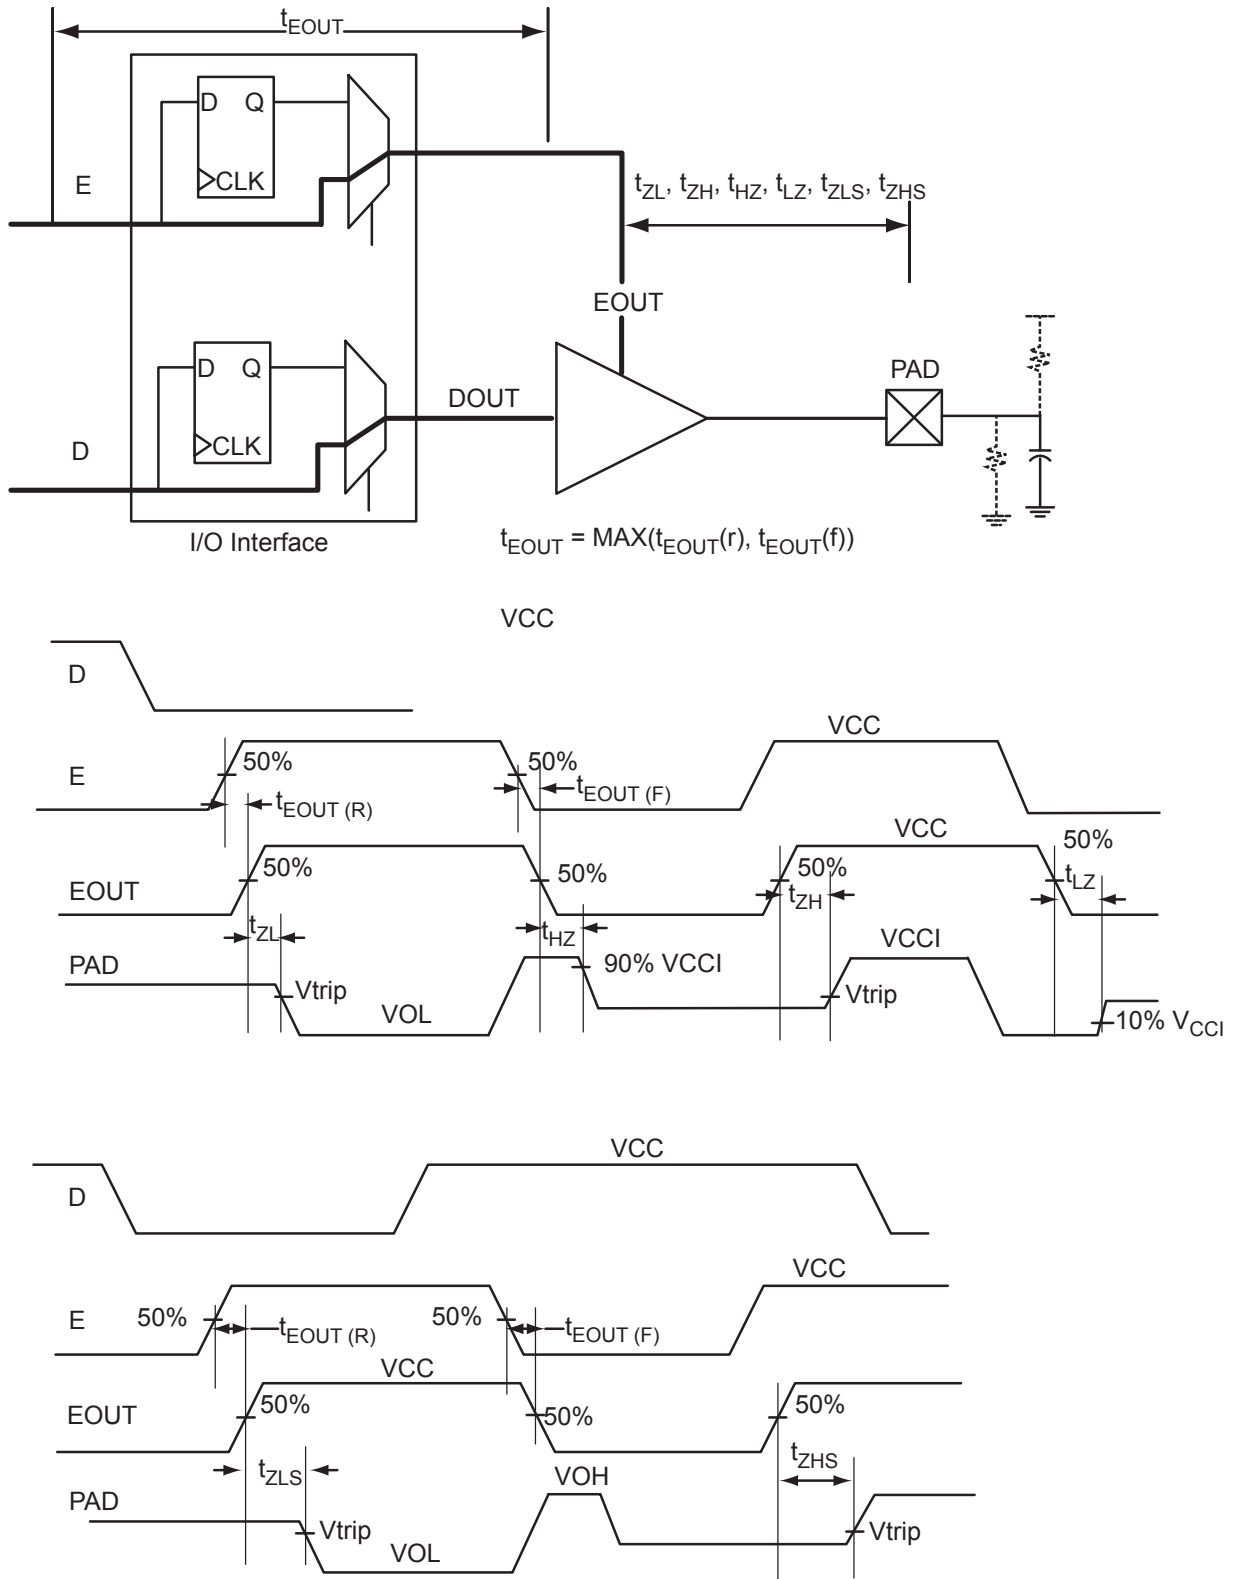 tEOUT
D Q
CLK
E
tZL, tZH, tHZ, tLZ, tZLS, tZHS
EOUT
D Q
CLK
D
DOUT
PAD
I/O Interface
tEOUT = MAX(tEOUT(r), tEOUT(f))
VCC
D
VCC
E
50%
50%
tEOUT (R)
tEOUT (F)
VCC
50%
EOUT
50%
50%
50%
tZL
tHZ
tZH
tLZ
PAD
VCCI
90% VCCI
Vtrip
Vtrip
VOL
10% VCCI
VCC
D
VCC
E
50%
50%
tEOUT (R)
tEOUT (F)
VCC
EOUT
50%
50%
50%
tZLS
tZHS
PAD
VOH
Vtrip
Vtrip
VOL